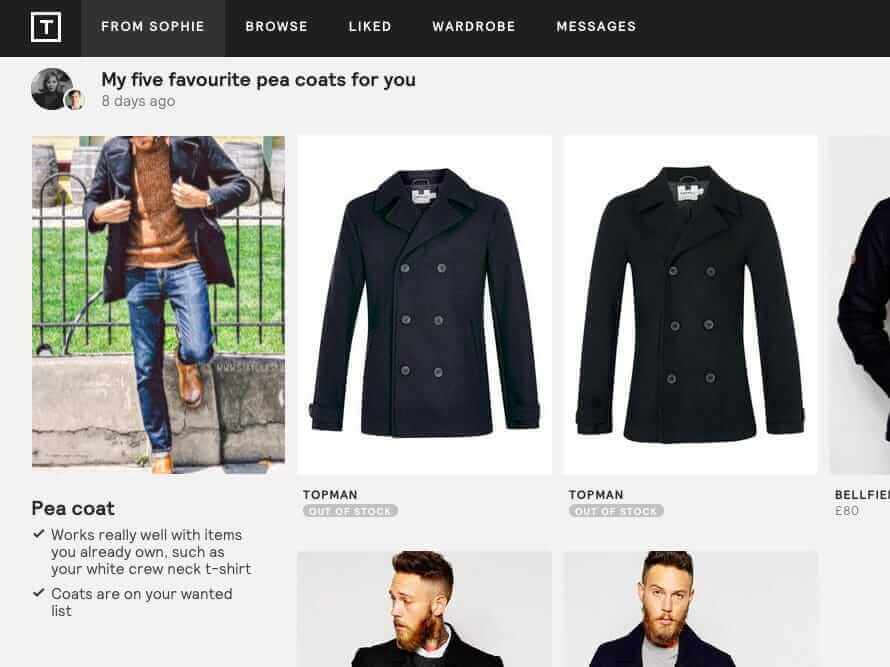 T
FROM SOPHIE
BROWSE
LIKED
WARDROBE
MESSAGES
My five favourite pea coats for you
8 days ago
Pea coat
Works really well with items
you already own, such as
your white crew neck t-shirt
Coats are on your wanted
list
TOPMAN
OUT OF STOCK
TOPMAN
OUT OF STOCK
£80